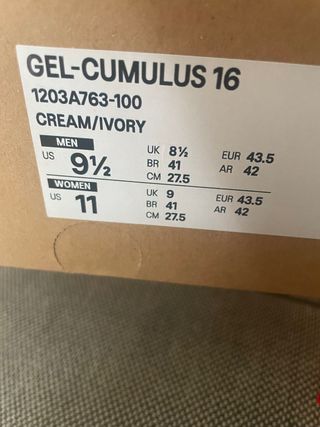 GEL-CUMULUS 16
1203A763-100
CREAM/IVORY
MEN
US 9½ UK 8½ EUR 43.5
BR 41 AR 42
CM 27.5
WOMEN
US 11 UK 9 EUR 43.5
BR 41 AR 42
CM 27.5